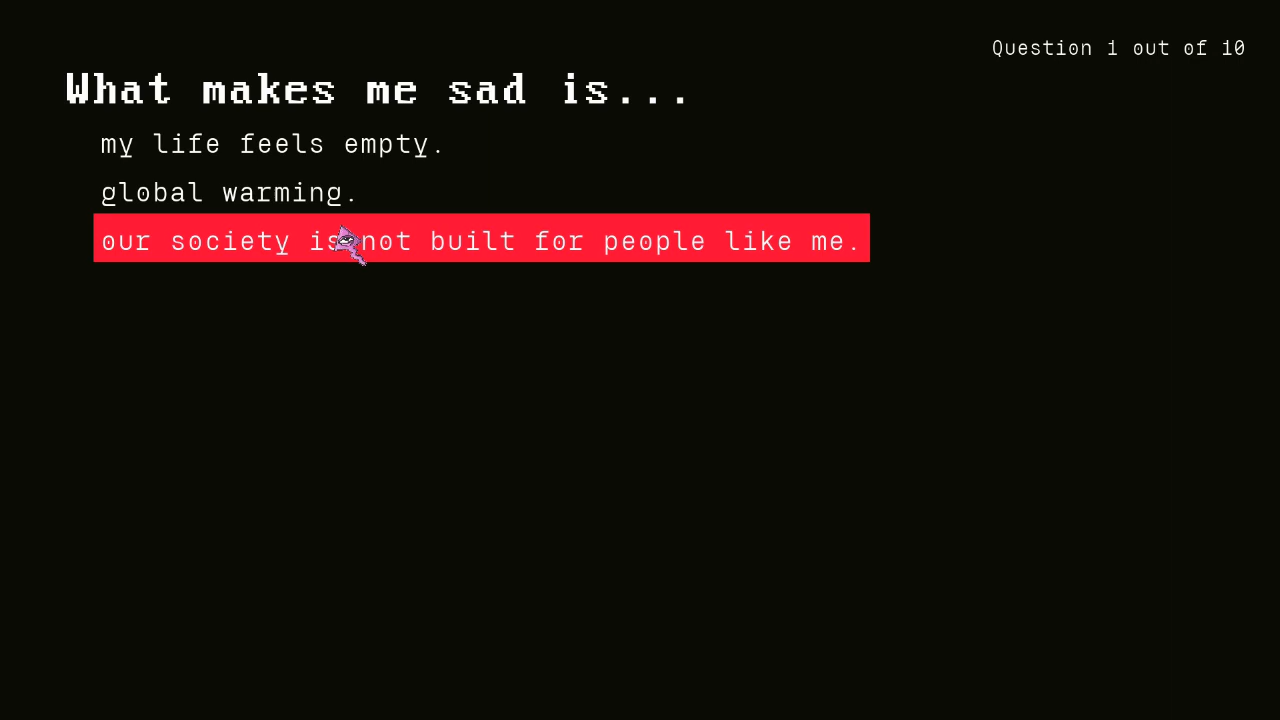 Question 1 out of 10
What makes me sad is...
my life feels empty.
global warming.
our society is not built for people like me.